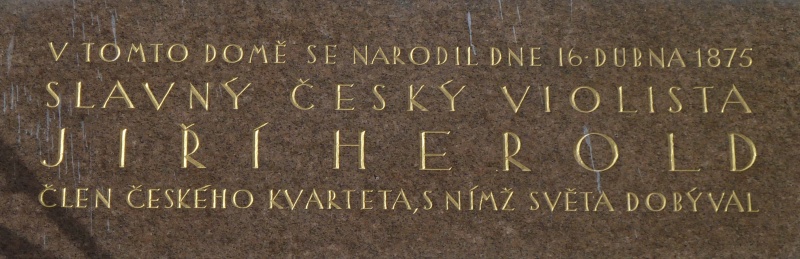 V TOMTO DOMĚ SE NARODIL DNE 16·DUBNA 1875
SLAVNÝ ČESKÝ VIOLISTA
JIŘÍ HEROLD
ČLEN ČESKÉHO KVARTETA, S NÍMŽ SVĚTA DOBÝVAL